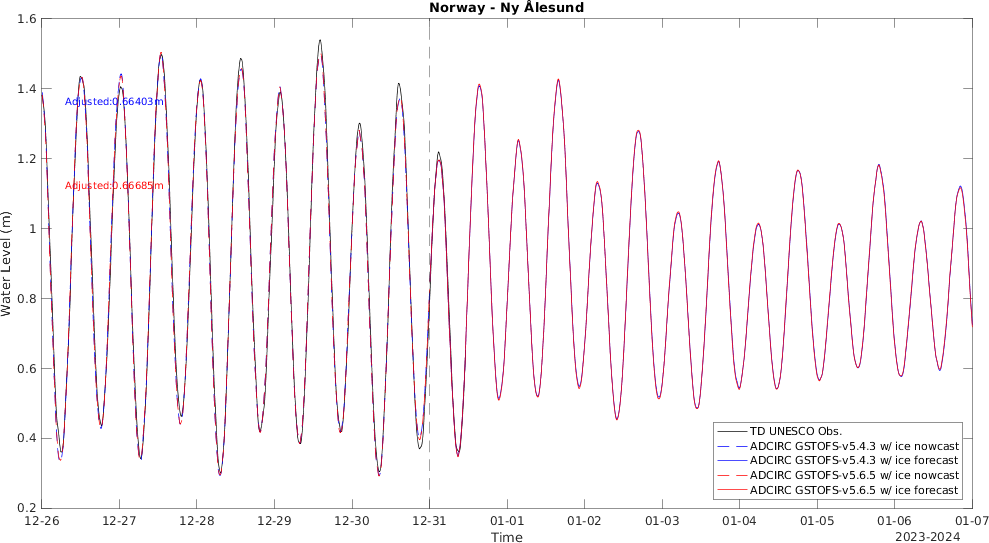 Norway - Ny Ålesund
1.6
1.4
1.2
1
0.8
0.6
0.4
0.2
Water Level (m)
Adjusted:0.66403m
Adjusted:0.66685m
TD UNESCO Obs.
ADCIRC GSTOFS-v5.4.3 w/ ice nowcast
ADCIRC GSTOFS-v5.4.3 w/ ice forecast
ADCIRC GSTOFS-v5.6.5 w/ ice nowcast
ADCIRC GSTOFS-v5.6.5 w/ ice forecast
12-26 12-27 12-28 12-29 12-30 12-31 01-01 01-02 01-03 01-04 01-05 01-06 01-07
Time
2023-2024